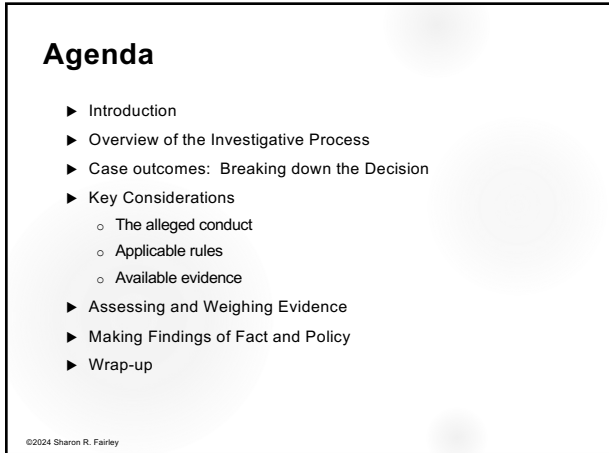 Agenda
▶ Introduction
▶ Overview of the Investigative Process
▶ Case outcomes: Breaking down the Decision
▶ Key Considerations
○ The alleged conduct
○ Applicable rules
○ Available evidence
▶ Assessing and Weighing Evidence
▶ Making Findings of Fact and Policy
▶ Wrap-up
©2024 Sharon R. Fairley